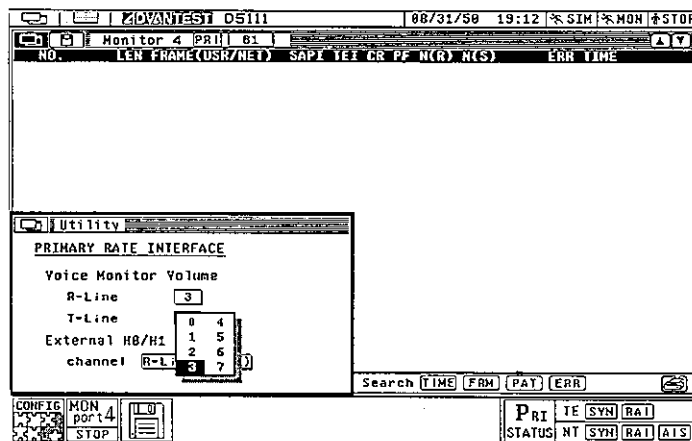 ADVANTEST D5111 08/31/50 19:12 SIM MON STOP
Monitor 4 PRI 61
NO. LEN FRAME(USR/NET) SAPI TEI CR PF N(R) N(S) ERR TIME
Utility
PRIMARY RATE INTERFACE
Voice Monitor Volume
R-Line 3
T-Line
0 4
1 5
2 6
3 7
External H0/H1
channel R-Li
Search TIME FRM PAT ERR
CONFIG MON port4 STOP
PRI STATUS
TE SYN RAI
NT SYN RAI AIS